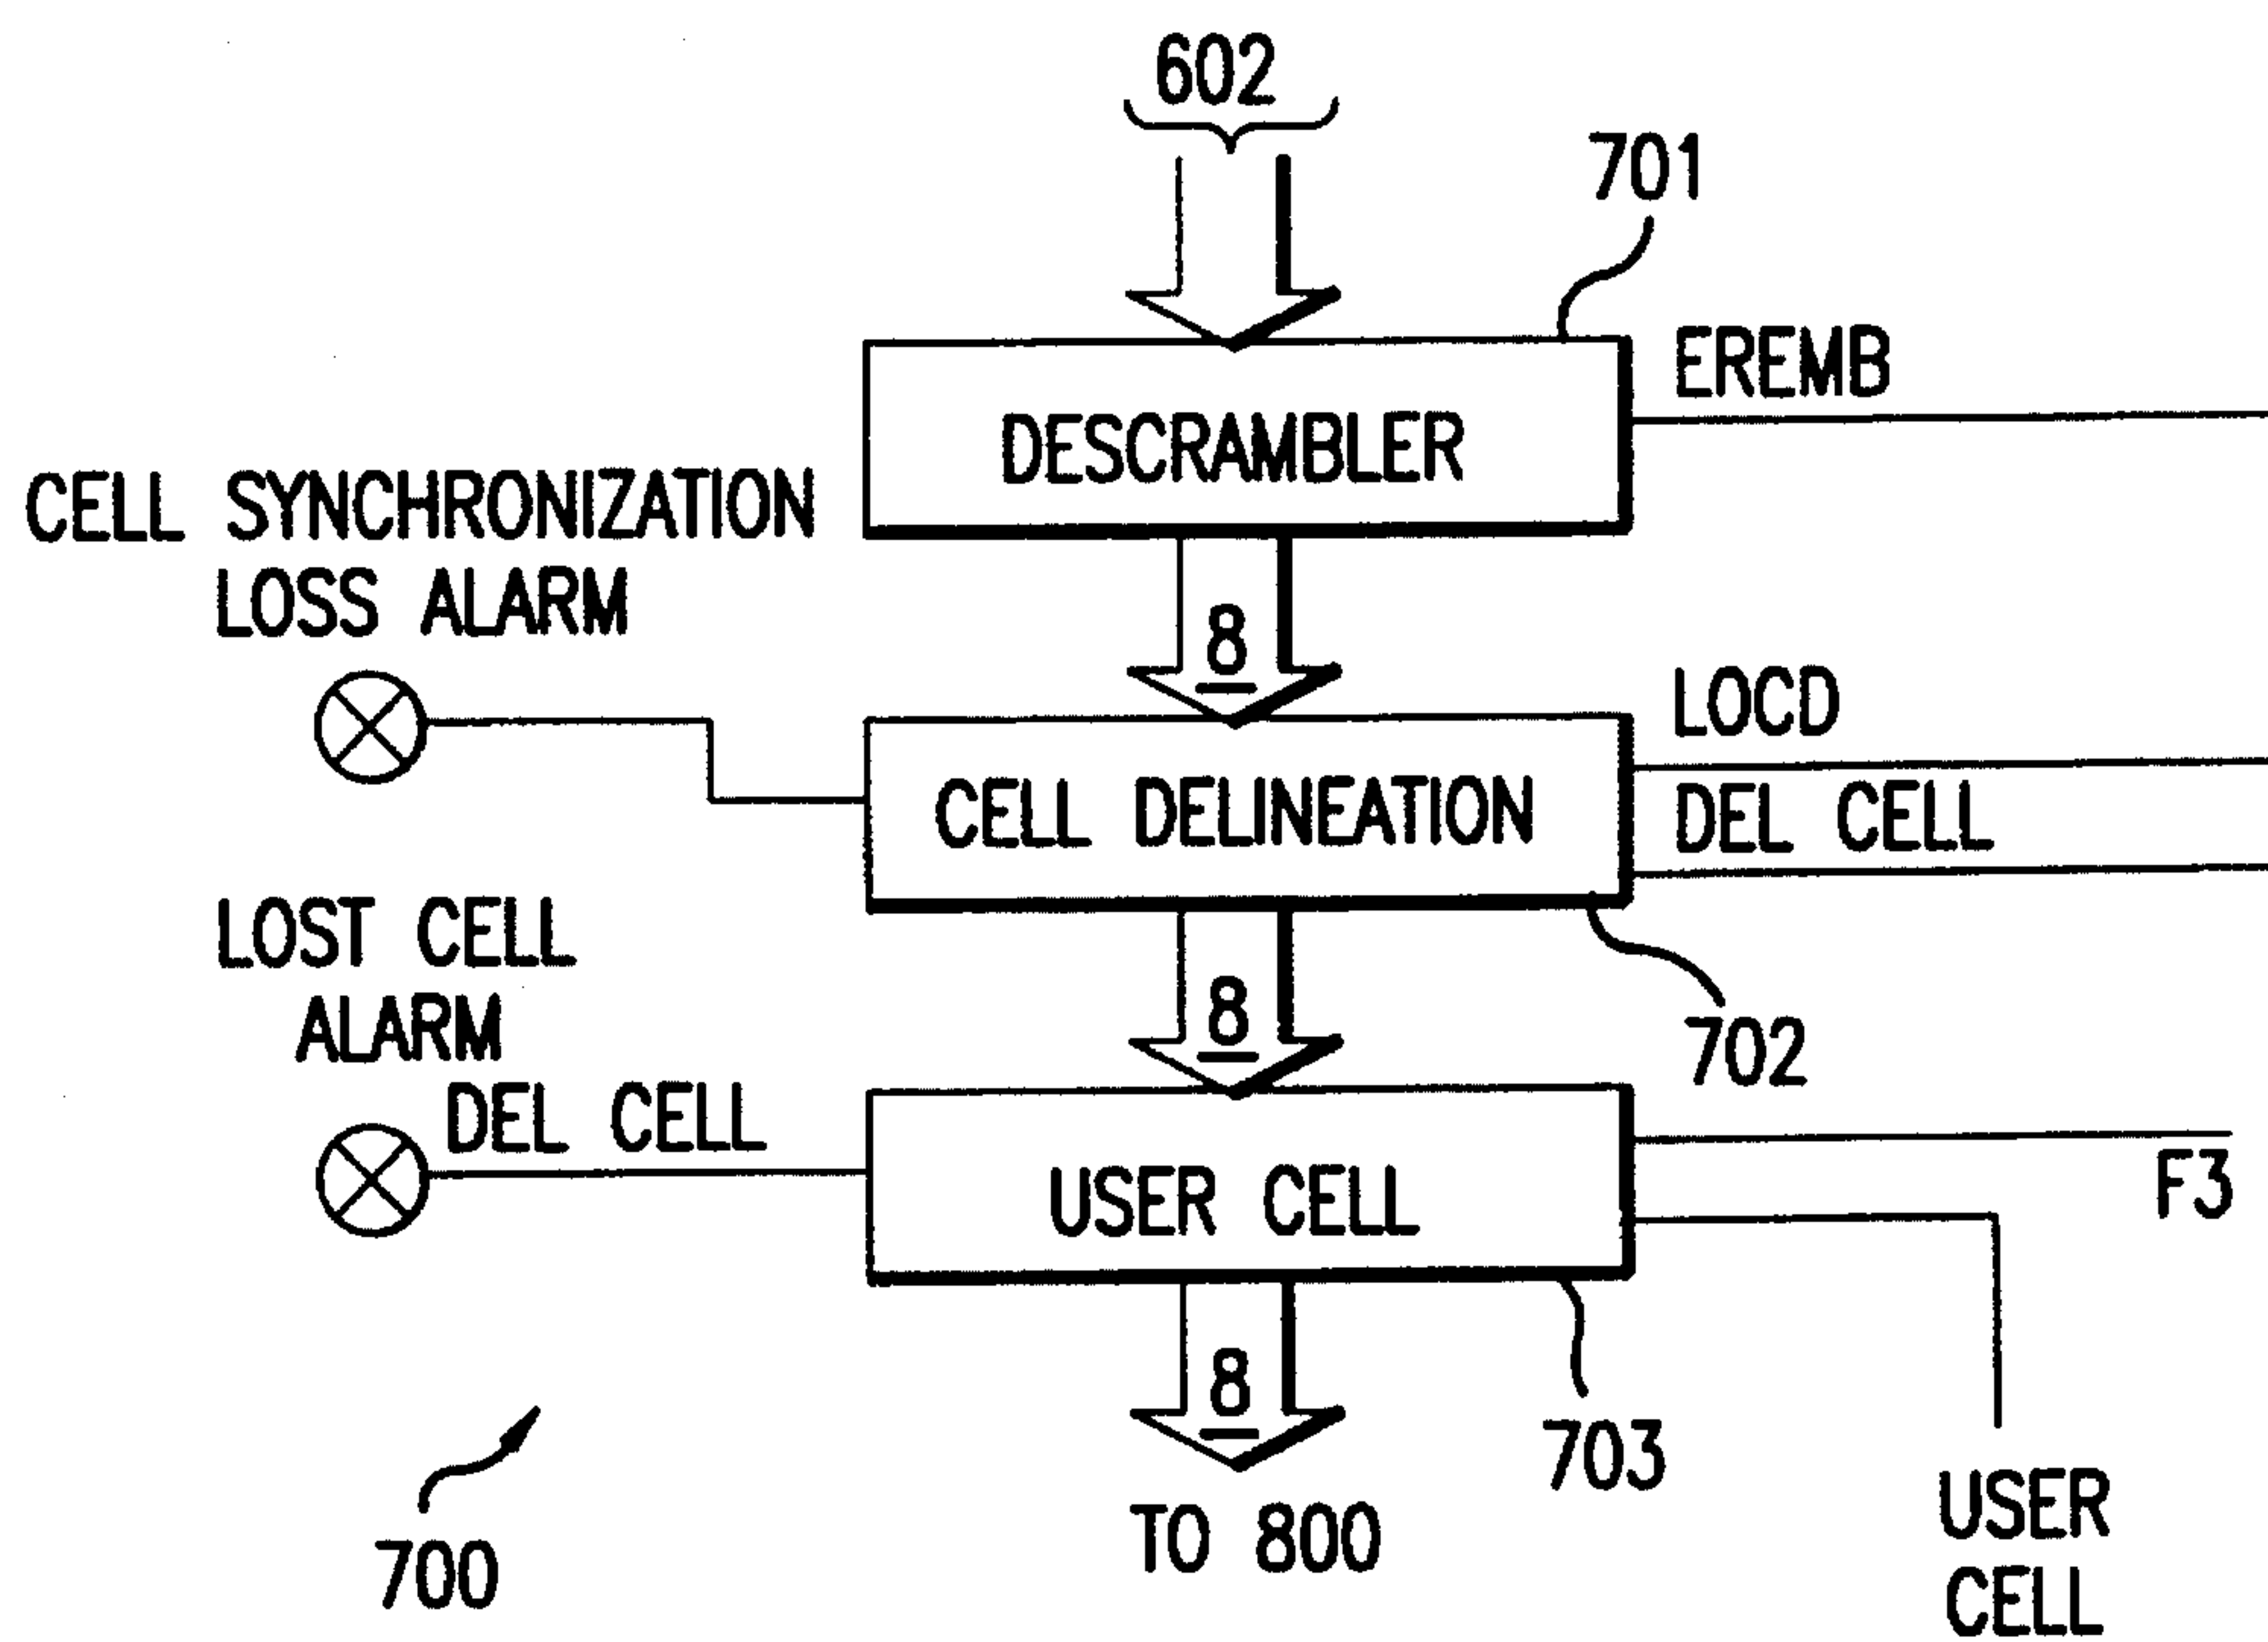 602
701
EREMB
DESCRAMBLER
CELL SYNCHRONIZATION
LOSS ALARM
8
LOCD
CELL DELINEATION
DEL CELL
LOST CELL
ALARM
8
702
DEL CELL
USER CELL
F3
8
703
TO 800
700
USER
CELL